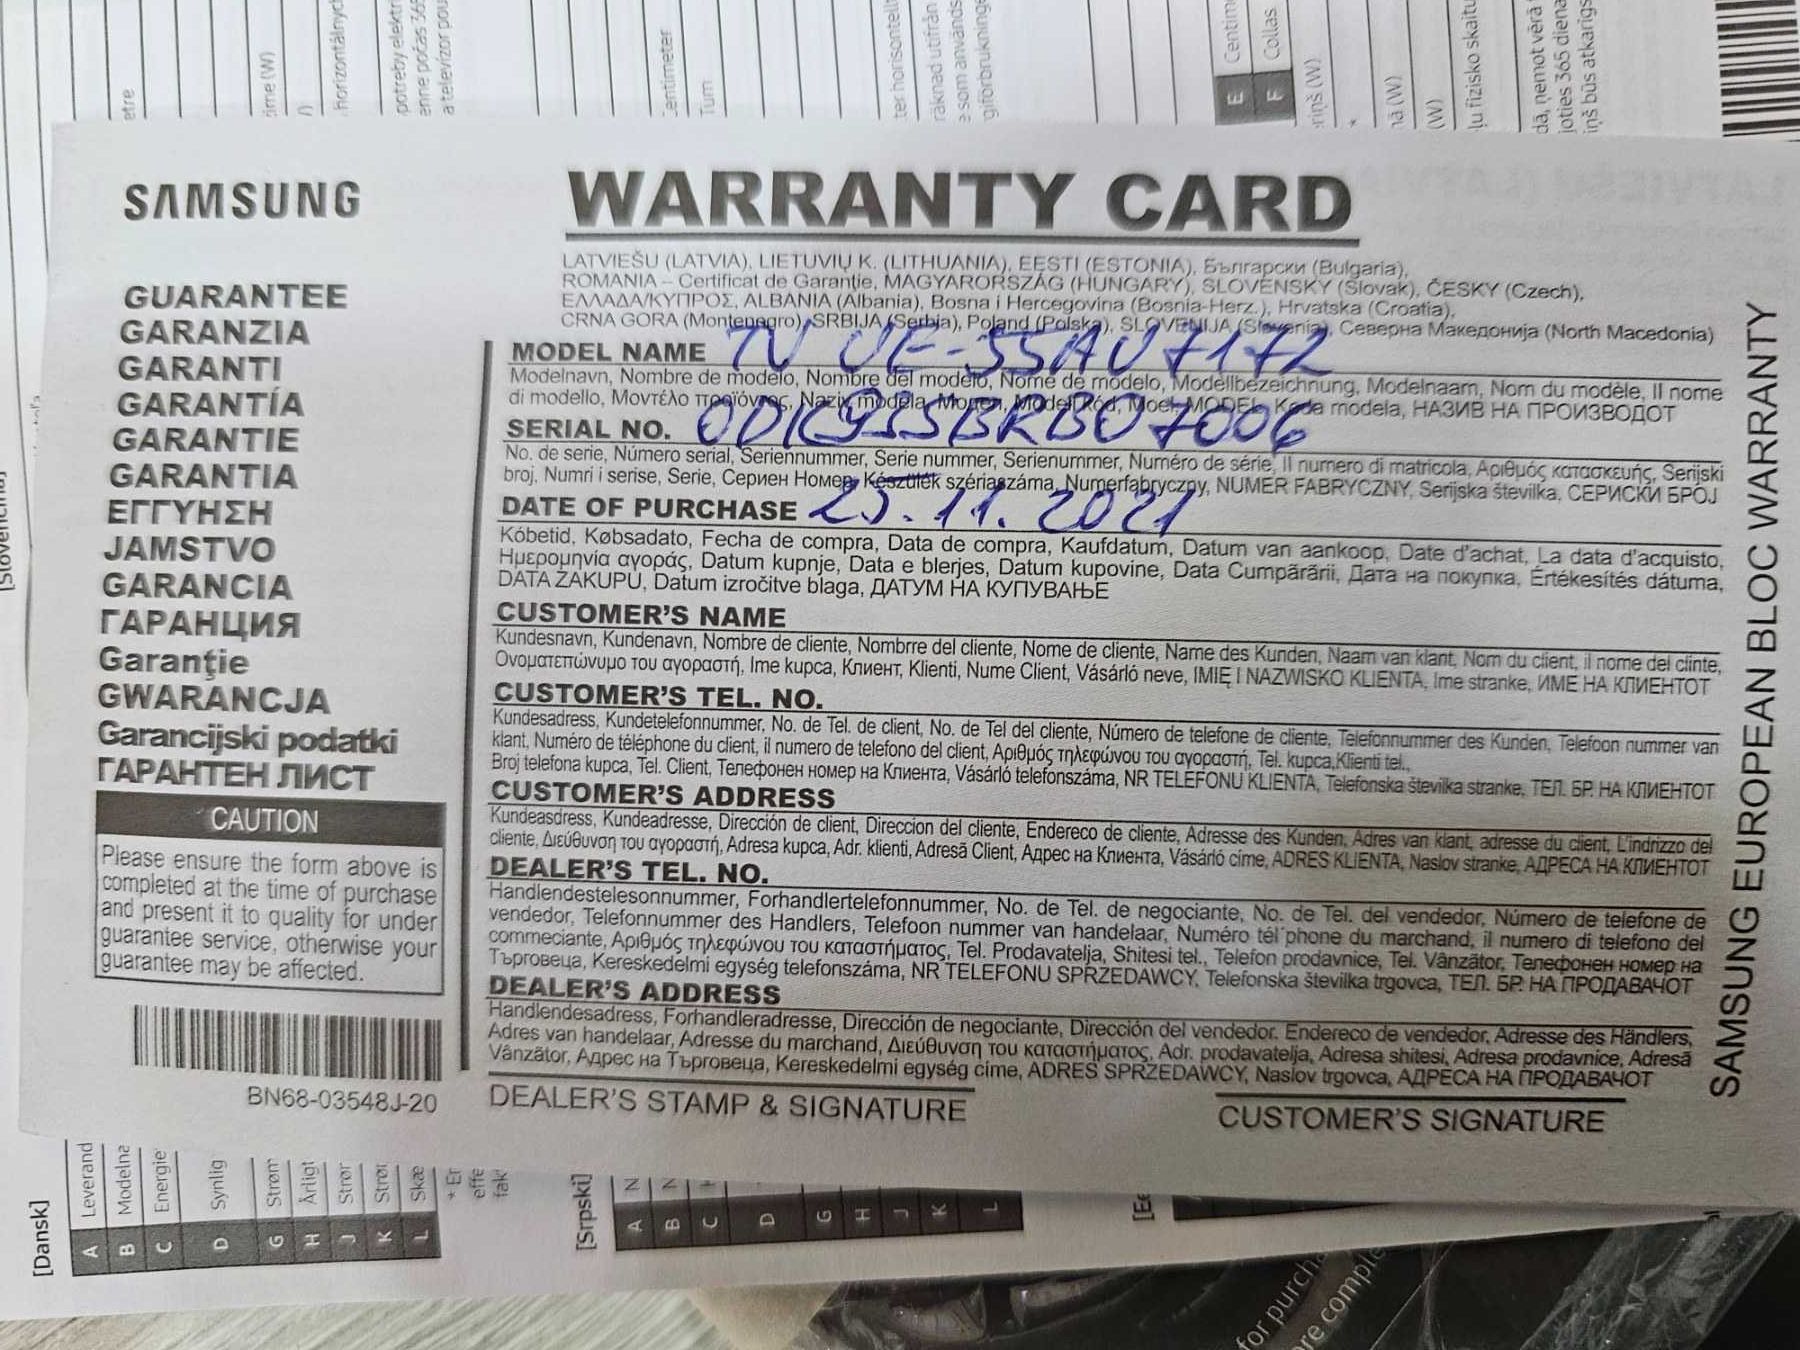 SAMSUNG
GUARANTEE
GARANZIA
GARANTI
GARANTÍA
GARANTIE
GARANTIA
ΕΓΓΥΗΣΗ
JAMSTVO
GARANCIA
ГАРАНЦИЯ
Garanţie
GWARANCJA
Garancijski podatki
ГАРАНТЕН ЛИСТ
CAUTION
Please ensure the form above is
completed at the time of purchase
and present it to quality for under
guarantee service, otherwise your
guarantee may be affected.
BN68-03548J-20
WARRANTY CARD
LATVIEŠU (LATVIA), LIETUVIŲ K. (LITHUANIA), EESTI (ESTONIA), Български (Bulgaria),
ROMANIA – Certificat de Garanţie, MAGYARORSZÁG (HUNGARY), SLOVENSKY (Slovak), ČESKY (Czech),
ΕΛΛΑΔΑ/ΚΥΠΡΟΣ, ALBANIA (Albania), Bosna i Hercegovina (Bosnia-Herz.), Hrvatska (Croatia),
CRNA GORA (Montenegro), SRBIJA (Serbia), Poland (Polska), SLOVENIJA (Slovenia), Северна Македонија (North Macedonia)
MODEL NAME TV UE-55AU7172
Modelnavn, Nombre de modelo, Nombre del modelo, Nome de modelo, Modellbezeichnung, Modelnaam, Nom du modèle, Il nome
di modello, Μοντέλο προϊόντος, Naziv modela, Модел, Model kód, Moel, MODEL, Koda modela, НАЗИВ НА ПРОИЗВОДОТ
SERIAL NO. 0DK93SBRB07006
No. de serie, Número serial, Seriennummer, Serie nummer, Serienummer, Numéro de série, Il numero di matricola, Αριθμός κατασκευής, Serijski
broj, Numri i serise, Serie, Сериен Номер, Készülék szériaszáma, Numerfabryczny, NUMER FABRYCZNY, Serijska številka, СЕРИСКИ БРОЈ
DATE OF PURCHASE 25.11.2021
Kóbetid, Købsadato, Fecha de compra, Data de compra, Kaufdatum, Datum van aankoop, Date d'achat, La data d'acquisto,
Ημερομηνία αγοράς, Datum kupnje, Data e blerjes, Datum kupovine, Data Cumpărării, Дата на покупка, Értékesítés dátuma,
DATA ZAKUPU, Datum izročitve blaga, ДАТУМ НА КУПУВАЊЕ
CUSTOMER'S NAME
Kundesnavn, Kundenavn, Nombre de cliente, Nombrre del cliente, Nome de cliente, Name des Kunden, Naam van klant, Nom du client, il nome del clinte,
Ονοματεπώνυμο του αγοραστή, Ime kupca, Клиент, Klienti, Nume Client, Vásárló neve, IMIĘ I NAZWISKO KLIENTA, Ime stranke, ИМЕ НА КЛИЕНТОТ
CUSTOMER'S TEL. NO.
Kundesadress, Kundetelefonnummer, No. de Tel. de client, No. de Tel del cliente, Número de telefone de cliente, Telefonnummer des Kunden, Telefoon nummer van
klant, Numéro de téléphone du client, il numero de telefono del client, Αριθμός τηλεφώνου του αγοραστή, Tel. kupca,Klienti tel.,
Broj telefona kupca, Tel. Client, Телефонен номер на Клиента, Vásárló telefonszáma, NR TELEFONU KLIENTA, Telefonska številka stranke, ТЕЛ. БР. НА КЛИЕНТОТ
CUSTOMER'S ADDRESS
Kundeasdress, Kundeadresse, Dirección de client, Direccion del cliente, Endereco de cliente, Adresse des Kunden, Adres van klant, adresse du client, L'indrizzo del
cliente, Διεύθυνση του αγοραστή, Adresa kupca, Adr. klienti, Adresă Client, Адрес на Клиента, Vásárló címe, ADRES KLIENTA, Naslov stranke, АДРЕСА НА КЛИЕНТОТ
DEALER'S TEL. NO.
Handlendestelesonnummer, Forhandlertelefonnummer, No. de Tel. de negociante, No. de Tel. del vendedor, Número de telefone de
vendedor, Telefonnummer des Handlers, Telefoon nummer van handelaar, Numéro tél´phone du marchand, il numero di telefono del
commeciante, Αριθμός τηλεφώνου του καταστήματος, Tel. Prodavatelja, Shitesi tel., Telefon prodavnice, Tel. Vânzător, Телефонен номер на
Търговеца, Kereskedelmi egység telefonszáma, NR TELEFONU SPRZEDAWCY, Telefonska številka trgovca, ТЕЛ. БР. НА ПРОДАВАЧОТ
DEALER'S ADDRESS
Handlendesadress, Forhandleradresse, Dirección de negociante, Dirección del vendedor. Endereco de vendedor, Adresse des Händlers,
Adres van handelaar, Adresse du marchand, Διεύθυνση του καταστήματος, Adr. prodavatelja, Adresa shitesi, Adresa prodavnice, Adresă
Vânzător, Адрес на Търговеца, Kereskedelmi egység címe, ADRES SPRZEDAWCY, Naslov trgovca, АДРЕСА НА ПРОДАВАЧОТ
DEALER'S STAMP & SIGNATURE
CUSTOMER'S SIGNATURE
SAMSUNG EUROPEAN BLOC WARRANTY
[Dansk]
A Leverand
B Modelna
C Energie
D Synlig
G Strøm
H Årligt
J Strør
K Strør
L Skæ
* Er
effe
fak
[Srpski]
A N
B N
C
D
G
H
J
K
L
E Centim
F Collas
Centimeter
Tum